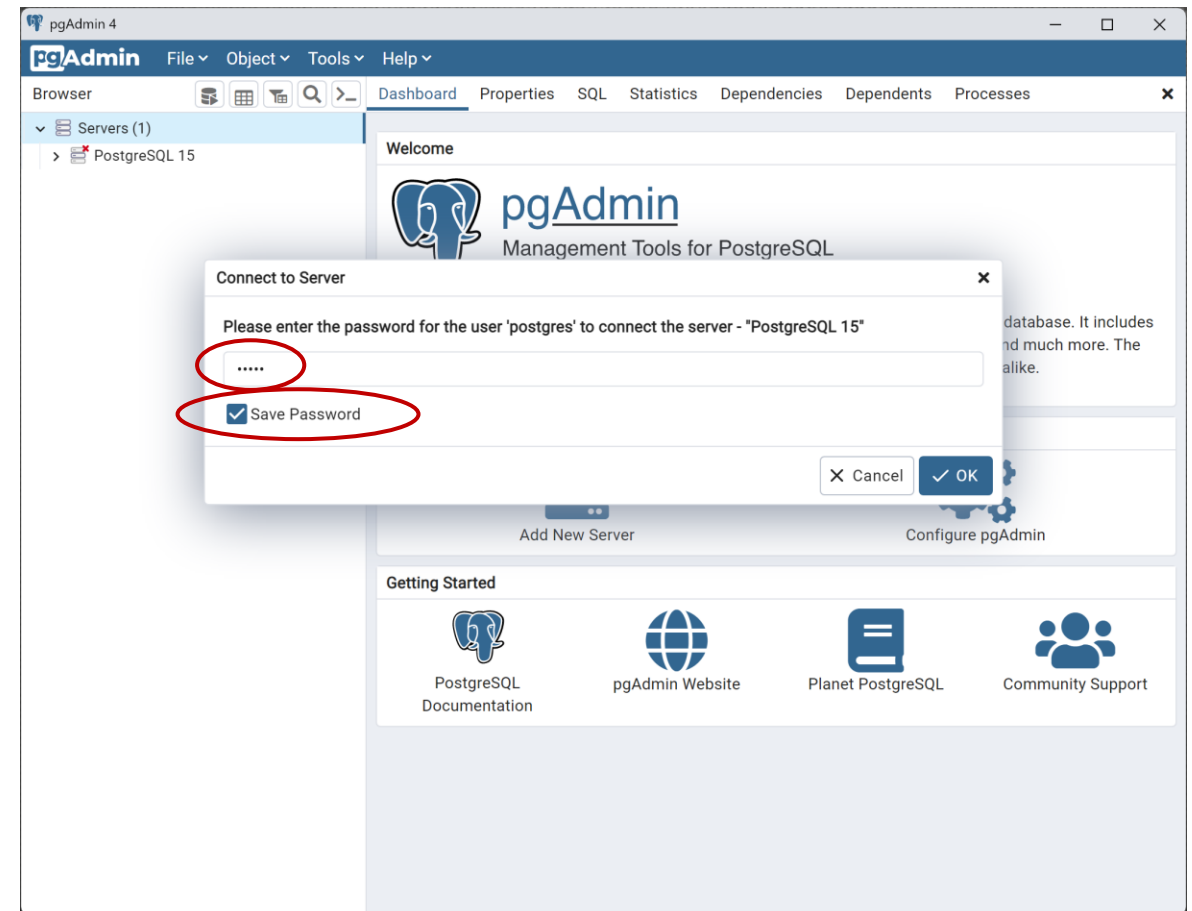 pgAdmin 4
pgAdmin File Object Tools Help
Browser
Dashboard Properties SQL Statistics Dependencies Dependents Processes
Servers (1)
PostgreSQL 15
Welcome
pgAdmin
Management Tools for PostgreSQL
Connect to Server
Please enter the password for the user 'postgres' to connect the server - "PostgreSQL 15"
•••••
Save Password
Cancel OK
database. It includes
nd much more. The
alike.
Add New Server
Configure pgAdmin
Getting Started
PostgreSQL
Documentation
pgAdmin Website
Planet PostgreSQL
Community Support